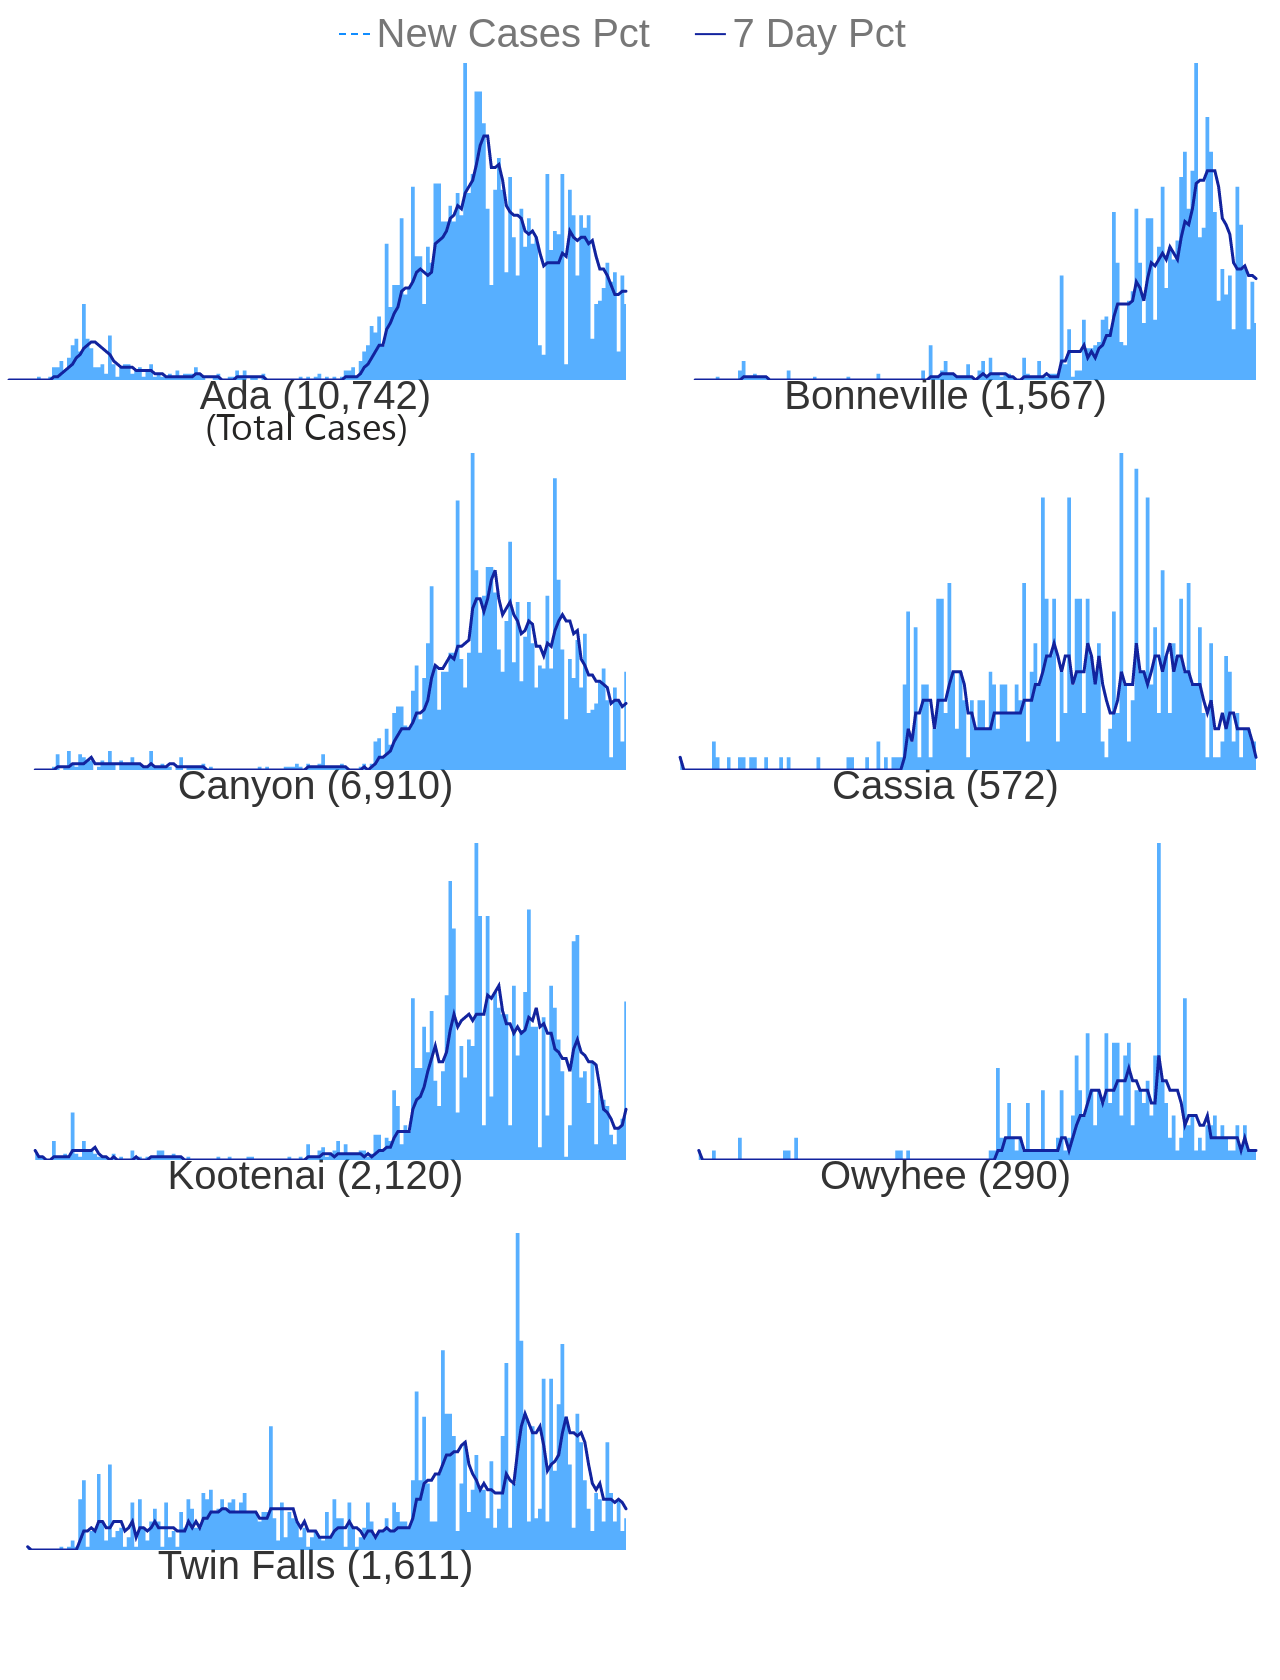 New Cases Pct 7 Day Pct
Ada (10,742)
(Total Cases)
Bonneville (1,567)
Canyon (6,910)
Cassia (572)
Kootenai (2,120)
Owyhee (290)
Twin Falls (1,611)